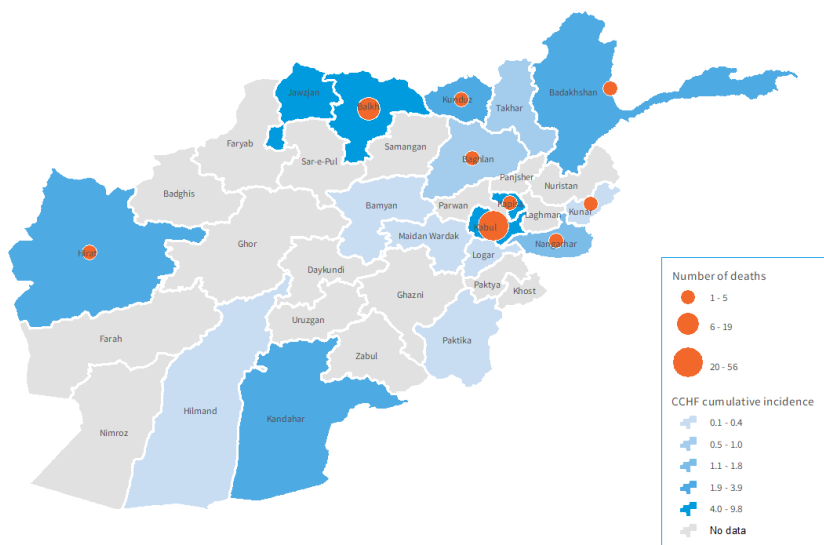 Jawzjan
Balkh
Kunduz
Takhar
Badakhshan
Faryab
Sar-e-Pul
Samangan
Baghlan
Panjsher
Nuristan
Badghis
Bamyan
Parwan
Kapisa
Laghman
Kunar
Kabul
Maidan Wardak
Nangarhar
Hirat
Ghor
Logar
Daykundi
Paktya
Khost
Ghazni
Uruzgan
Farah
Zabul
Paktika
Hilmand
Kandahar
Nimroz
Number of deaths
1 - 5
6 - 19
20 - 56
CCHF cumulative incidence
0.1 - 0.4
0.5 - 1.0
1.1 - 1.8
1.9 - 3.9
4.0 - 9.8
No data